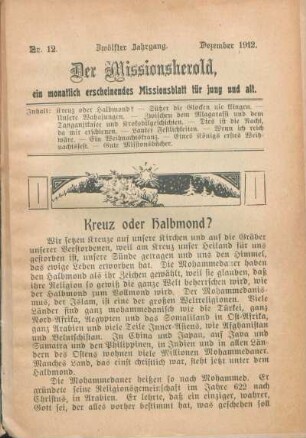 Nr. 12. Zwölfter Jahrgang. Dezember 1912.
Der Missionsherold,
ein monatlich erscheinendes Missionsblatt für jung und alt.
Inhalt: Kreuz oder Halbmond? — Süßer die Glocken nie klingen. —
Unsere Wohnungen. — Zwischen dem Magarasi und dem
Tanganjikasee und Krokodilgeschichten. — Dies ist die Nacht,
da mir erschienen. — Lauter Festlichkeiten. — Wenn ich reich
wäre. — Ein Weihnachtstraum. — Eines Königs erstes Weih-
nachtsfest. — Gute Missionsbücher.
Kreuz oder Halbmond?
Wir setzen Kreuze auf unsere Kirchen und auf die Gräber
unserer Verstorbenen, weil am Kreuz unser Heiland für uns
gestorben ist, unsere Sünde getragen und uns den Himmel,
das ewige Leben erworben hat. Die Mohammedaner haben
den Halbmond als ihr Zeichen gewählt, weil sie glauben, daß
ihre Religion so gewiß die ganze Welt beherrschen wird, wie
der Halbmond zum Vollmond wird. Der Mohammedanis-
mus, der Islam, ist eine der großen Weltreligionen. Viele
Länder sind ganz mohammedanisch wie die Türkei, ganz
Nord-Afrika, Aegypten und das Somaliland in Ost-Afrika,
ganz Arabien und viele Teile Inner-Asiens, wie Afghanistan
und Belutschistan. In China und Japan, auf Java und
Sumatra und den Philippinen, in Indien und in allen Län-
dern des Ostens wohnen viele Millionen Mohammedaner.
Manches Land, das einst christlich war, steht jetzt unter dem
Halbmond.
Die Mohammedaner heißen so nach Mohammed. Er
gründete seine Religionsgemeinschaft im Jahre 622 nach
Christus, in Arabien. Er lehrte, daß ein einziger, wahrer,
Gott sei, der alles vorher bestimmt hat, was geschehen soll